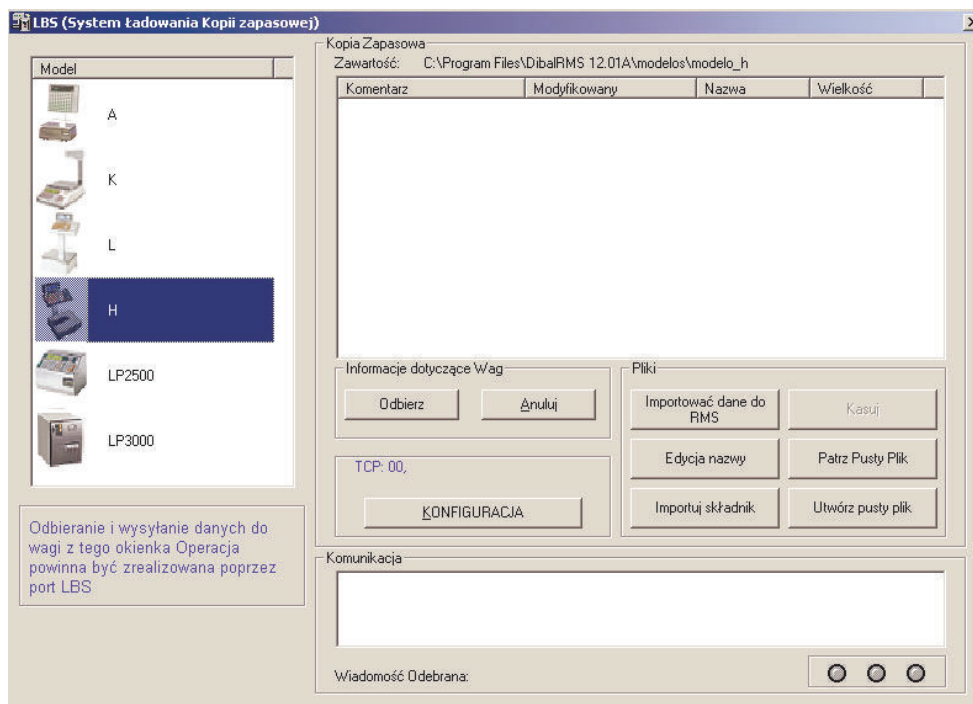 LBS (System Ładowania Kopii zapasowej)
Model
A
K
L
H
LP2500
LP3000
Odbieranie i wysyłanie danych do
wagi z tego okienka Operacja
powinna być zrealizowana poprzez
port LBS
Kopia Zapasowa
Zawartość: C:\Program Files\DibalRMS 12.01A\modelos\modelo_h
Komentarz Modyfikowany Nazwa Wielkość
Informacje dotyczące Wag
Odbierz Anuluj
TCP: 00,
KONFIGURACJA
Pliki
Importować dane do
RMS
Kasuj
Edycja nazwy Patrz Pusty Plik
Importuj składnik Utwórz pusty plik
Komunikacja
Wiadomość Odebrana: